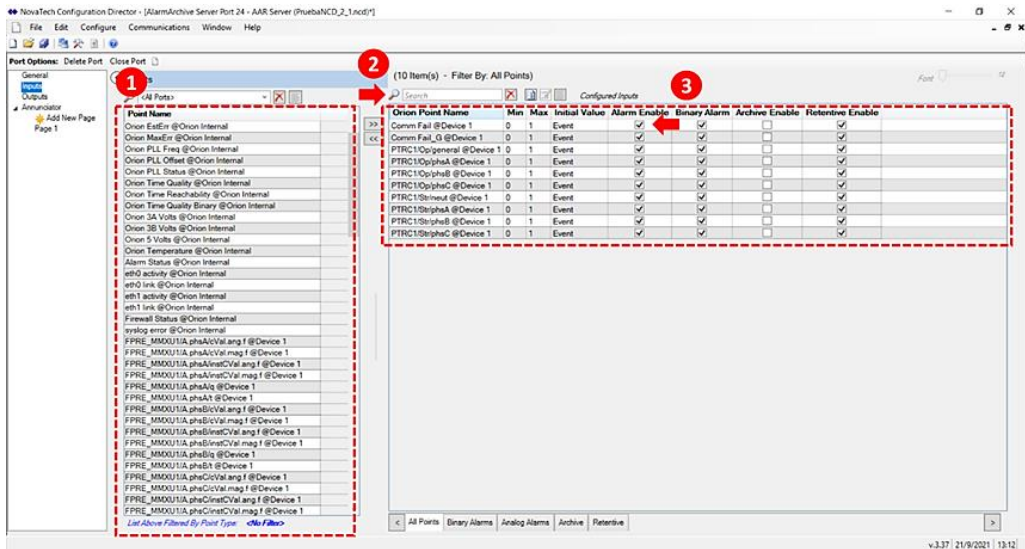 NovaTech Configuration Director - [AlarmArchive Server Port 24 - AAR Server (PruebaNCD_2_1.ncd)*]
File Edit Configure Communications Window Help
Port Options: Delete Port Close Port
General
Inputs
Outputs
Annunciator
Add New Page
Page 1
1
<All Ports>
Point Name
Orion EstErr @Orion Internal
Orion MaxErr @Orion Internal
Orion PLL Freq @Orion Internal
Orion PLL Offset @Orion Internal
Orion PLL Status @Orion Internal
Orion Time Quality @Orion Internal
Orion Time Reachability @Orion Internal
Orion Time Quality Binary @Orion Internal
Orion 3A Volts @Orion Internal
Orion 3B Volts @Orion Internal
Orion 5 Volts @Orion Internal
Orion Temperature @Orion Internal
Alarm Status @Orion Internal
eth0 activity @Orion Internal
eth0 link @Orion Internal
eth1 activity @Orion Internal
eth1 link @Orion Internal
Firewall Status @Orion Internal
syslog error @Orion Internal
FPRE_MMXU1/A.phsA/cVal.ang.f @Device 1
FPRE_MMXU1/A.phsA/cVal.mag.f @Device 1
FPRE_MMXU1/A.phsA/instCVal.ang.f @Device 1
FPRE_MMXU1/A.phsA/instCVal.mag.f @Device 1
FPRE_MMXU1/A.phsA/q @Device 1
FPRE_MMXU1/A.phsA/t @Device 1
FPRE_MMXU1/A.phsB/cVal.ang.f @Device 1
FPRE_MMXU1/A.phsB/cVal.mag.f @Device 1
FPRE_MMXU1/A.phsB/instCVal.ang.f @Device 1
FPRE_MMXU1/A.phsB/instCVal.mag.f @Device 1
FPRE_MMXU1/A.phsB/q @Device 1
FPRE_MMXU1/A.phsB/t @Device 1
FPRE_MMXU1/A.phsC/cVal.ang.f @Device 1
FPRE_MMXU1/A.phsC/cVal.mag.f @Device 1
FPRE_MMXU1/A.phsC/instCVal.ang.f @Device 1
FPRE_MMXU1/A.phsC/instCVal.mag.f @Device 1
List Above Filtered By Point Type: <No Filter>
>>
<<
2
(10 Item(s) - Filter By: All Points)
Font 12
Search Configured Inputs
3
Orion Point Name Min Max Initial Value Alarm Enable Binary Alarm Archive Enable Retentive Enable
Comm Fail @Device 1 0 1 Event
Comm Fail_G @Device 1 0 1 Event
PTRC1/Op/general @Device 1 0 1 Event
PTRC1/Op/phsA @Device 1 0 1 Event
PTRC1/Op/phsB @Device 1 0 1 Event
PTRC1/Op/phsC @Device 1 0 1 Event
PTRC1/Str/neut @Device 1 0 1 Event
PTRC1/Str/phsA @Device 1 0 1 Event
PTRC1/Str/phsB @Device 1 0 1 Event
PTRC1/Str/phsC @Device 1 0 1 Event
< All Points Binary Alarms Analog Alarms Archive Retentive >
v.3.37 21/9/2021 13:12